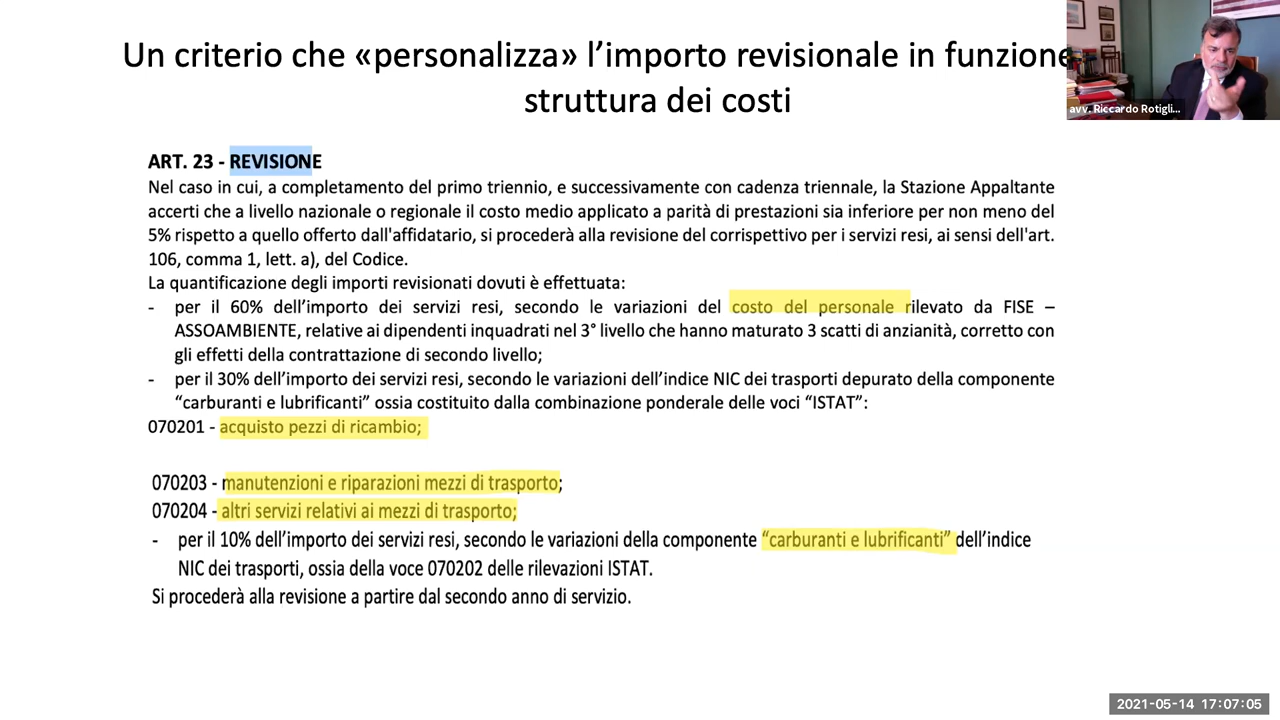 Un criterio che «personalizza» l’importo revisionale in funzione
struttura dei costi
avv. Riccardo Rotigli...
ART. 23 - REVISIONE
Nel caso in cui, a completamento del primo triennio, e successivamente con cadenza triennale, la Stazione Appaltante
accerti che a livello nazionale o regionale il costo medio applicato a parità di prestazioni sia inferiore per non meno del
5% rispetto a quello offerto dall'affidatario, si procederà alla revisione del corrispettivo per i servizi resi, ai sensi dell'art.
106, comma 1, lett. a), del Codice.
La quantificazione degli importi revisionati dovuti è effettuata:
- per il 60% dell’importo dei servizi resi, secondo le variazioni del costo del personale rilevato da FISE –
ASSOAMBIENTE, relative ai dipendenti inquadrati nel 3° livello che hanno maturato 3 scatti di anzianità, corretto con
gli effetti della contrattazione di secondo livello;
- per il 30% dell’importo dei servizi resi, secondo le variazioni dell’indice NIC dei trasporti depurato della componente
“carburanti e lubrificanti” ossia costituito dalla combinazione ponderale delle voci “ISTAT”:
070201 - acquisto pezzi di ricambio;
070203 - manutenzioni e riparazioni mezzi di trasporto;
070204 - altri servizi relativi ai mezzi di trasporto;
- per il 10% dell’importo dei servizi resi, secondo le variazioni della componente “carburanti e lubrificanti” dell’indice
NIC dei trasporti, ossia della voce 070202 delle rilevazioni ISTAT.
Si procederà alla revisione a partire dal secondo anno di servizio.
2021-05-14 17:07:05